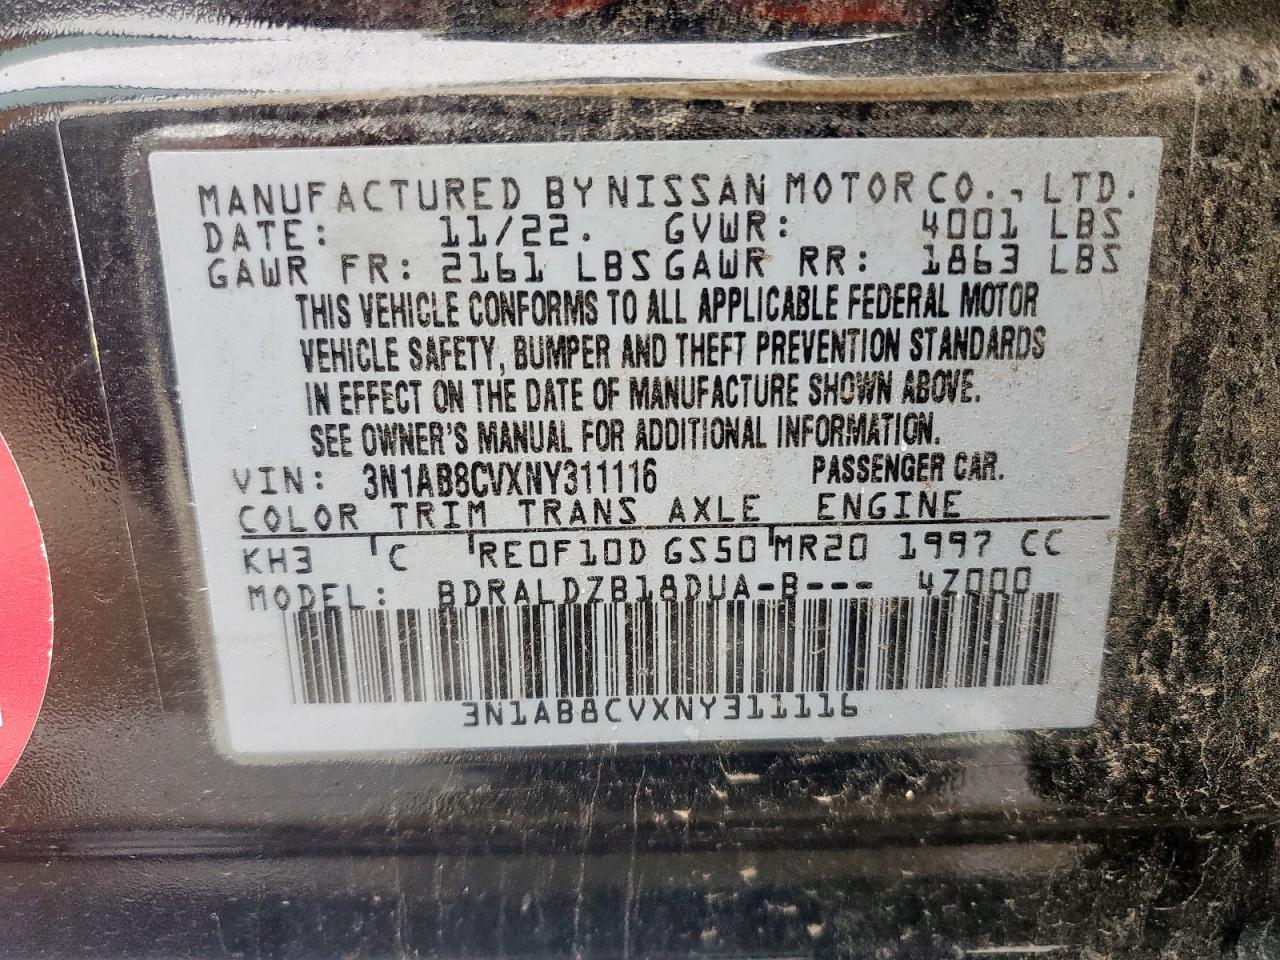 MANUFACTURED BY NISSAN MOTOR CO., LTD.
DATE: 11/22. GVWR: 4001 LBS
GAWR FR: 2161 LBS GAWR RR: 1863 LBS
THIS VEHICLE CONFORMS TO ALL APPLICABLE FEDERAL MOTOR
VEHICLE SAFETY, BUMPER AND THEFT PREVENTION STANDARDS
IN EFFECT ON THE DATE OF MANUFACTURE SHOWN ABOVE.
SEE OWNER'S MANUAL FOR ADDITIONAL INFORMATION.
VIN: 3N1AB8CVXNY311116 PASSENGER CAR.
COLOR TRIM TRANS AXLE ENGINE
KH3 C RE0F10D GS50 MR20 1997 CC
MODEL: BDRALDZB18DUA-B--- 4Z000
3N1AB8CVXNY311116